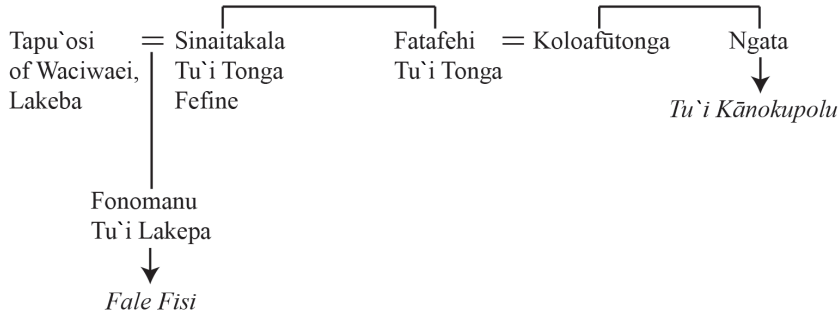 Tapu`osi = Sinaitakala Fatafehi = Koloafūtonga Ngata
of Waciwaei, Tu`i Tonga Tu`i Tonga
Lakeba Fefine
Tu`i Kānokupolu
Fonomanu
Tu`i Lakepa
Fale Fisi